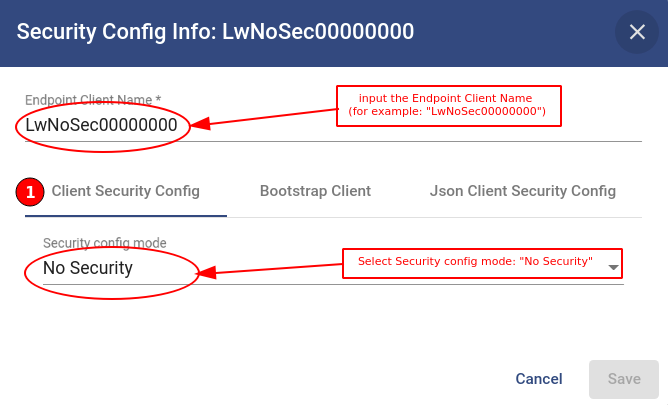 Security Config Info: LwNoSec00000000
Endpoint Client Name *
LwNoSec00000000
input the Endpoint Client Name
(for example: "LwNoSec00000000")
1
Client Security Config
Bootstrap Client
Json Client Security Config
Security config mode
No Security
Select Security config mode: "No Security"
Cancel
Save